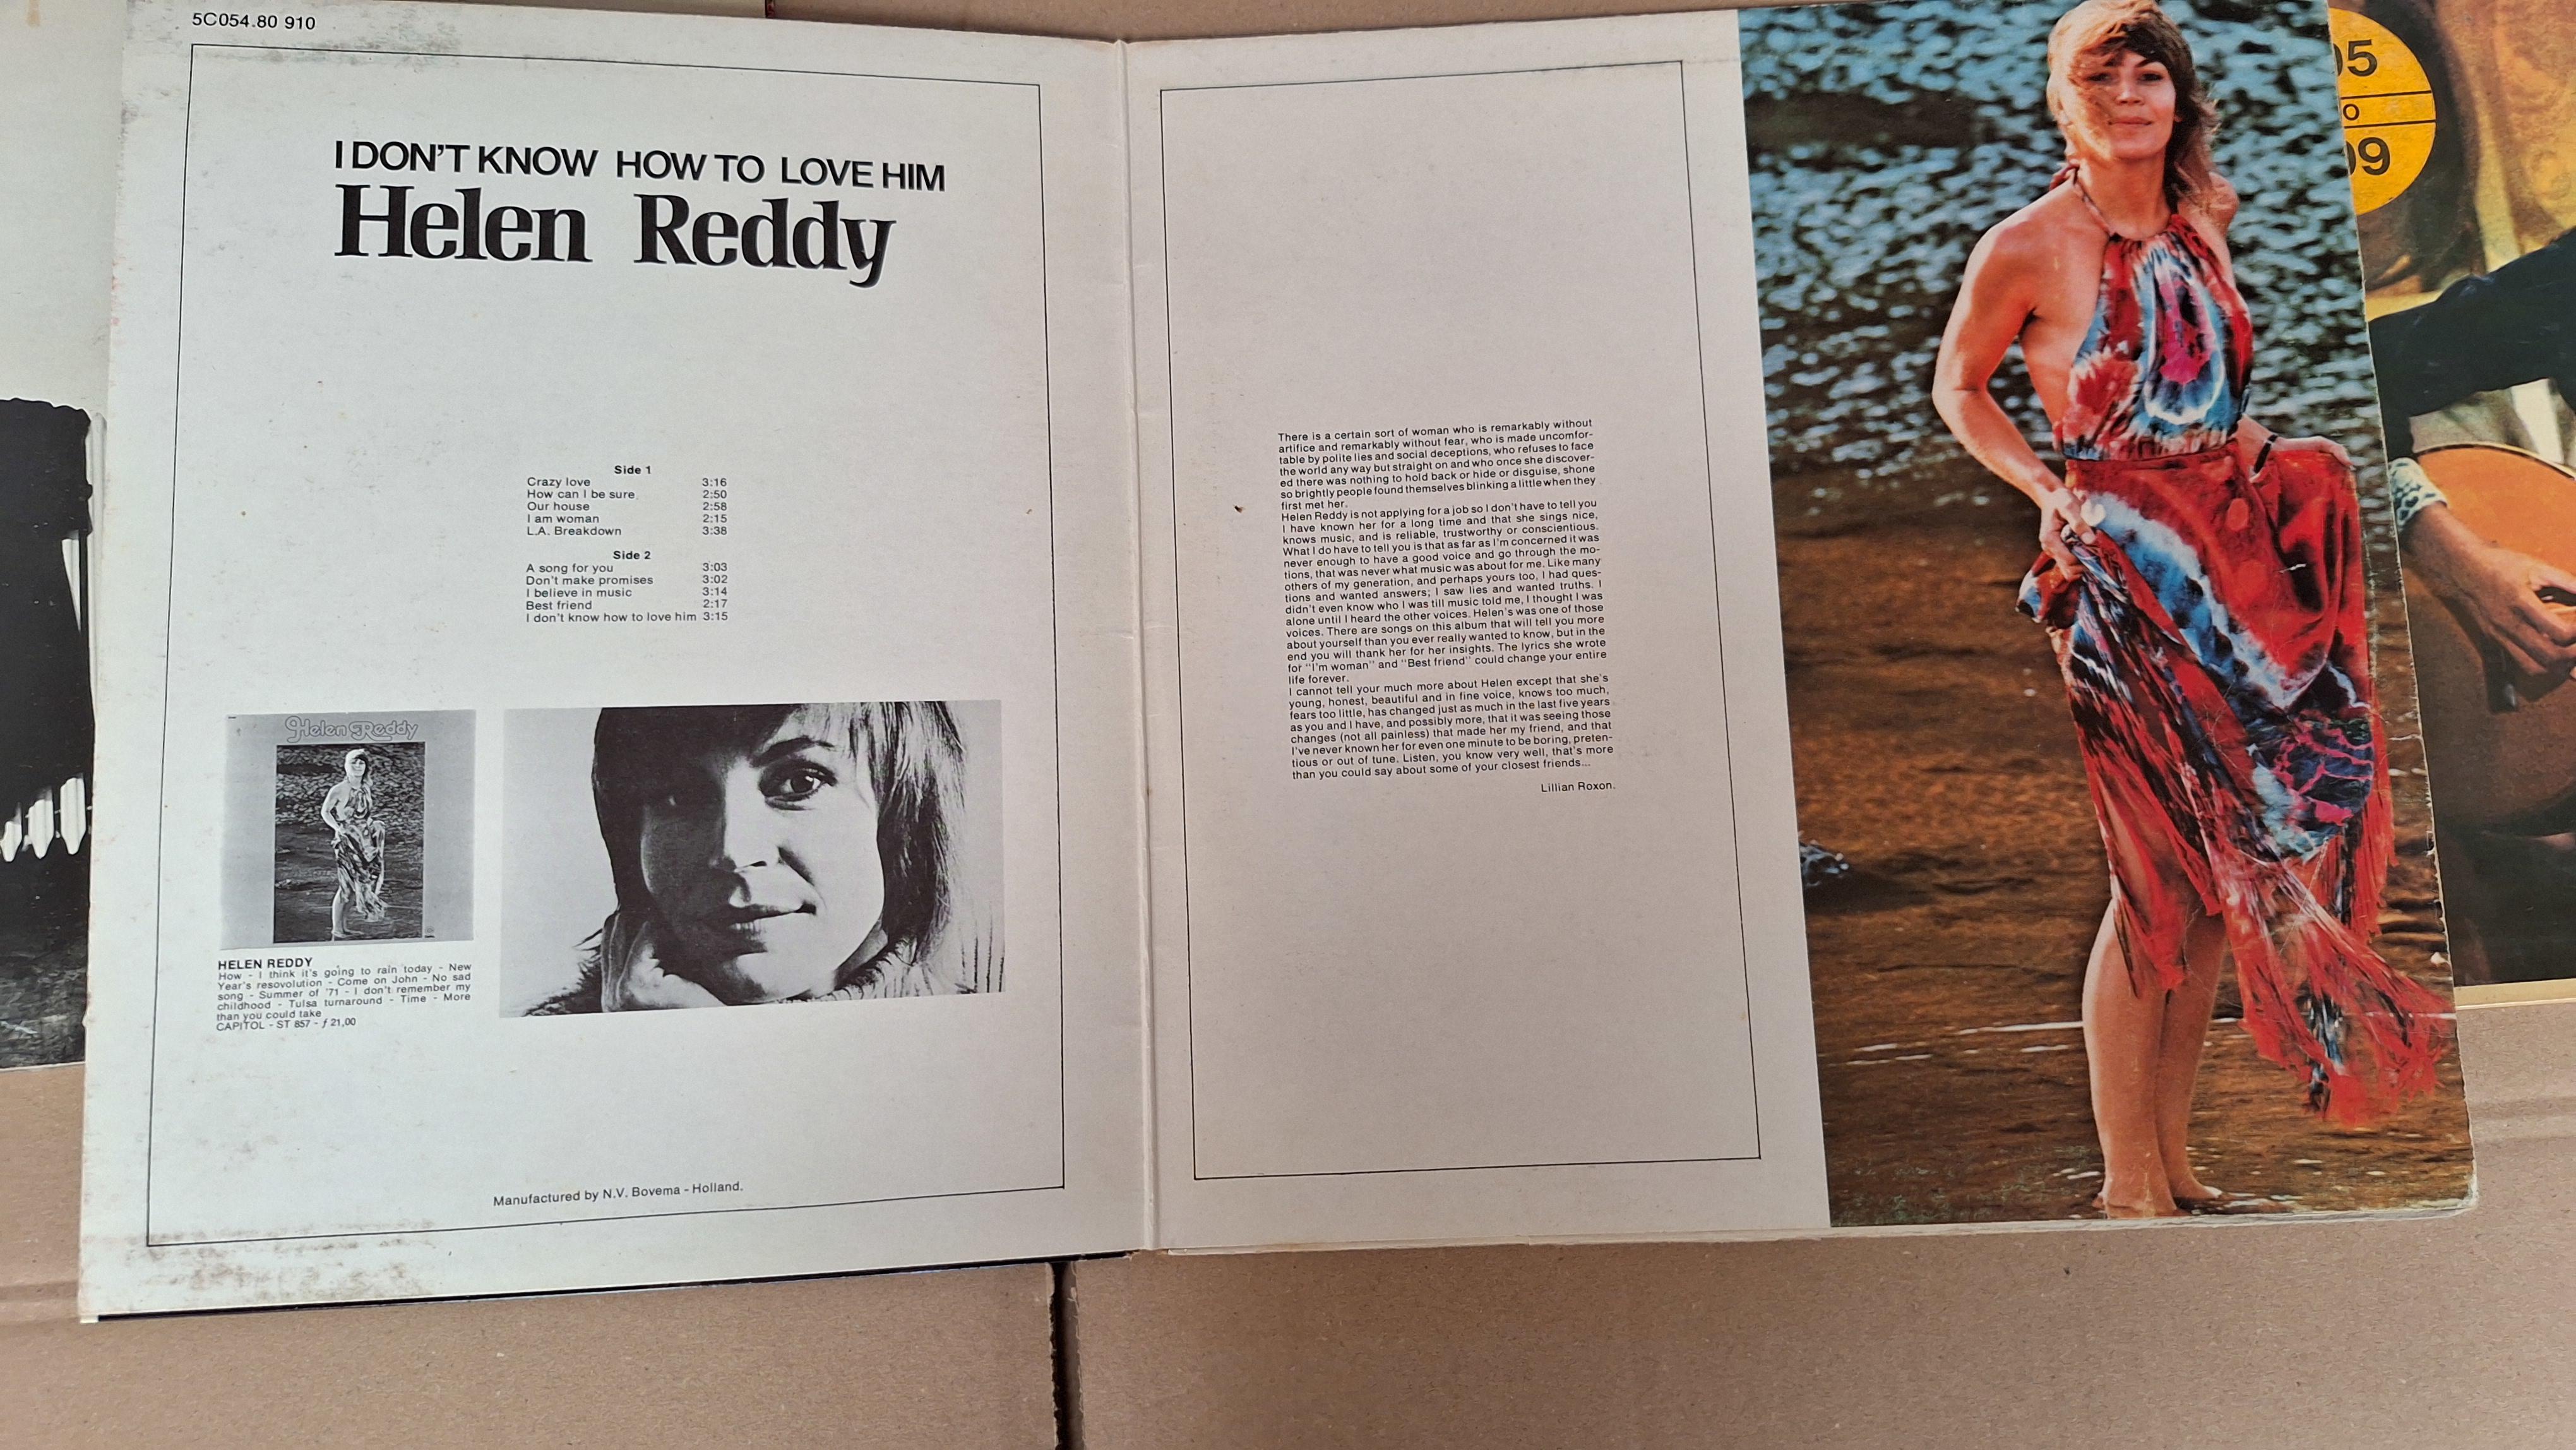 5C054.80 910
I DON'T KNOW HOW TO LOVE HIM
Helen Reddy
Side 1
Crazy love 3:16
How can I be sure 2:50
Our house 2:58
I am woman 2:15
L.A. Breakdown 3:38
Side 2
A song for you 3:03
Don't make promises 3:02
I believe in music 3:14
Best friend 2:17
I don't know how to love him 3:15
Helen Reddy
HELEN REDDY
How - I think it's going to rain today - New
Year's resovolution - Come on John - No sad
song - Summer of '71 - I don't remember my
childhood - Tulsa turnaround - Time - More
than you could take
CAPITOL - ST 857 - ƒ 21,00
Manufactured by N.V. Bovema - Holland.
There is a certain sort of woman who is remarkably without
artifice and remarkably without fear, who is made uncomfor-
table by polite lies and social deceptions, who refuses to face
the world any way but straight on and who once she discover-
ed there was nothing to hold back or hide or disguise, shone
so brightly people found themselves blinking a little when they
first met her.
Helen Reddy is not applying for a job so I don't have to tell you
I have known her for a long time and that she sings nice,
knows music, and is reliable, trustworthy or conscientious.
What I do have to tell you is that as far as I'm concerned it was
never enough to have a good voice and go through the mo-
tions, that was never what music was about for me. Like many
others of my generation, and perhaps yours too, I had ques-
tions and wanted answers; I saw lies and wanted truths. I
didn't even know who I was till music told me, I thought I was
alone until I heard the other voices. Helen's was one of those
voices. There are songs on this album that will tell you more
about yourself than you ever really wanted to know, but in the
end you will thank her for her insights. The lyrics she wrote
for "I'm woman" and "Best friend" could change your entire
life forever.
I cannot tell your much more about Helen except that she's
young, honest, beautiful and in fine voice, knows too much,
fears too little, has changed just as much in the last five years
as you and I have, and possibly more, that it was seeing those
changes (not all painless) that made her my friend, and that
I've never known her for even one minute to be boring, preten-
tious or out of tune. Listen, you know very well, that's more
than you could say about some of your closest friends...
Lillian Roxon.